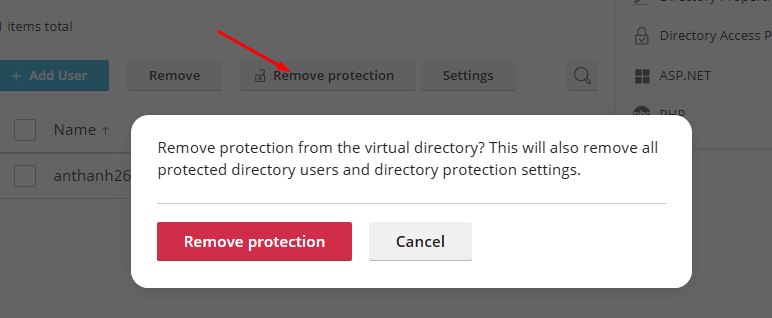 Directory
items total
Directory Access P
+ Add User
Remove
Remove protection
Settings
ASP.NET
PHP
Name ↑
anthanh26
Remove protection from the virtual directory? This will also remove all
protected directory users and directory protection settings.
Remove protection
Cancel